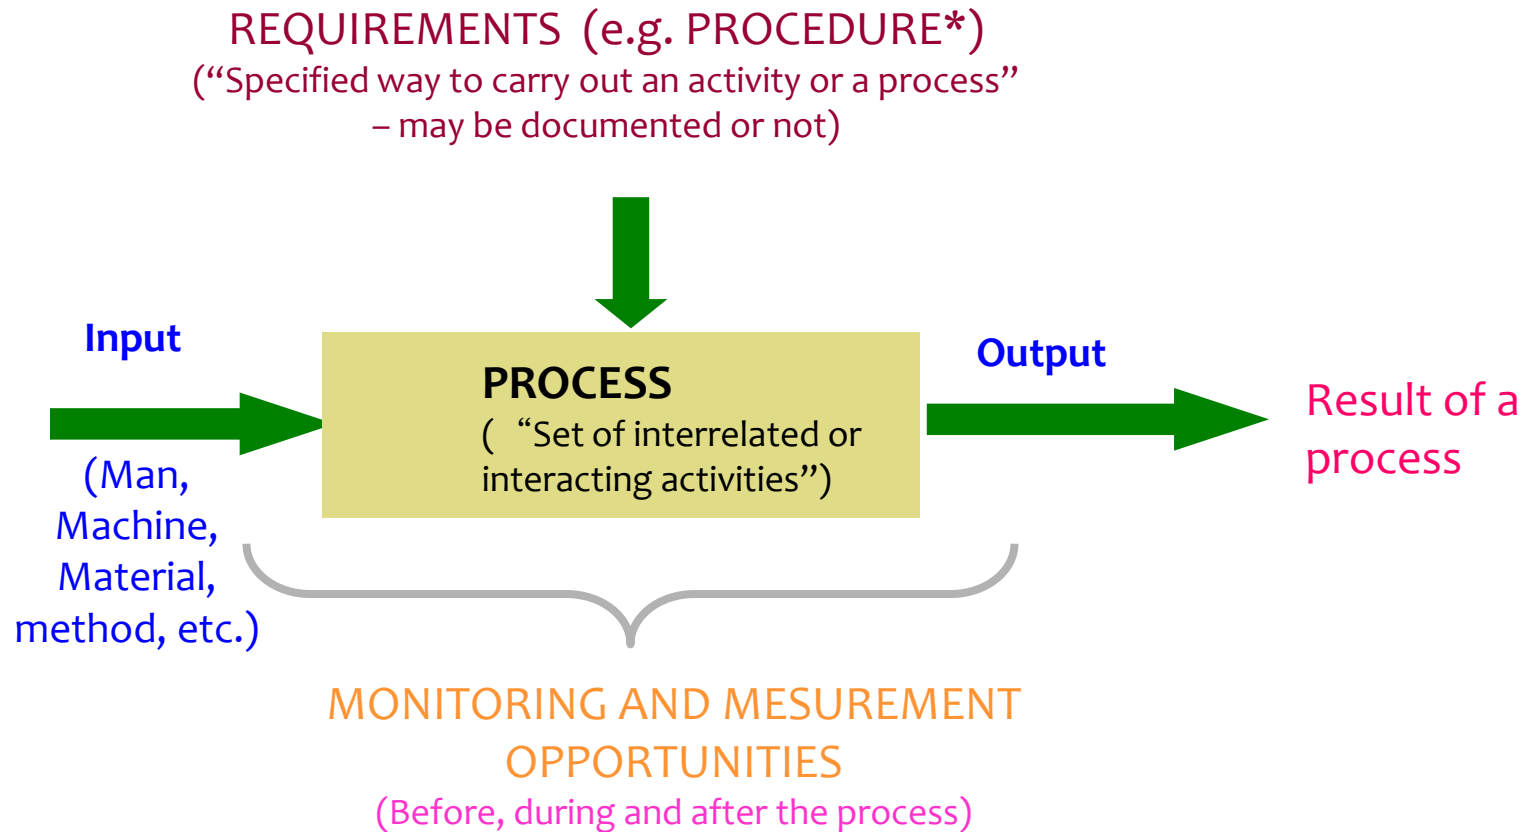 REQUIREMENTS (e.g. PROCEDURE*)
(“Specified way to carry out an activity or a process”
– may be documented or not)
Input
(Man,
Machine,
Material,
method, etc.)
PROCESS
( “Set of interrelated or
interacting activities”)
Output
Result of a
process
MONITORING AND MESUREMENT
OPPORTUNITIES
(Before, during and after the process)